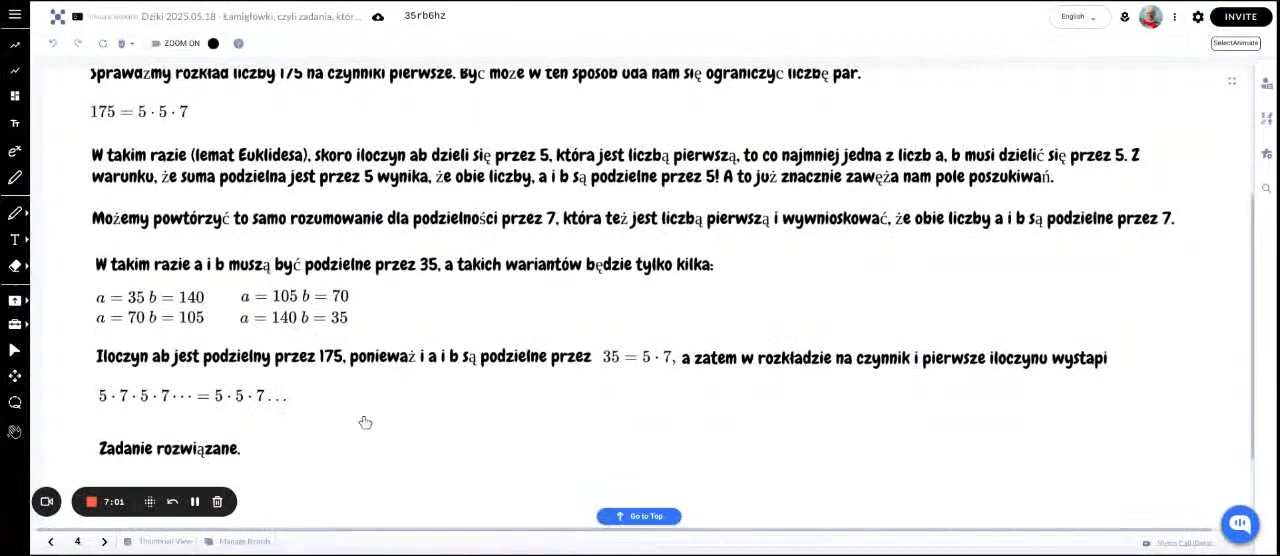 Dziki 2025.05.18 - Łamigłówki, czyli zadania, któr...
35rb6hz
English
INVITE
ZOOM ON
SelectAnimate
Sprawdźmy rozkład liczby 175 na czynniki pierwsze. Być może w ten sposób uda nam się ograniczyć liczbę par.
175 = 5 · 5 · 7
W takim razie (lemat Euklidesa), skoro iloczyn ab dzieli się przez 5, która jest liczbą pierwszą, to co najmniej jedna z liczb a, b musi dzielić się przez 5. Z
warunku, że suma podzielna jest przez 5 wynika, że obie liczby, a i b są podzielne przez 5! A to już znacznie zawęża nam pole poszukiwań.
Możemy powtórzyć to samo rozumowanie dla podzielności przez 7, która też jest liczbą pierwszą i wywnioskować, że obie liczby a i b są podzielne przez 7.
W takim razie a i b muszą być podzielne przez 35, a takich wariantów będzie tylko kilka:
a = 35 b = 140 a = 105 b = 70
a = 70 b = 105 a = 140 b = 35
Iloczyn ab jest podzielny przez 175, ponieważ i a i b są podzielne przez 35 = 5 · 7, a zatem w rozkładzie na czynnik i pierwsze iloczynu wystapi
5 · 7 · 5 · 7 · · · = 5 · 5 · 7 . . .
Zadanie rozwiązane.
7:01
Go to Top
4
Thumbnail View
Manage Boards